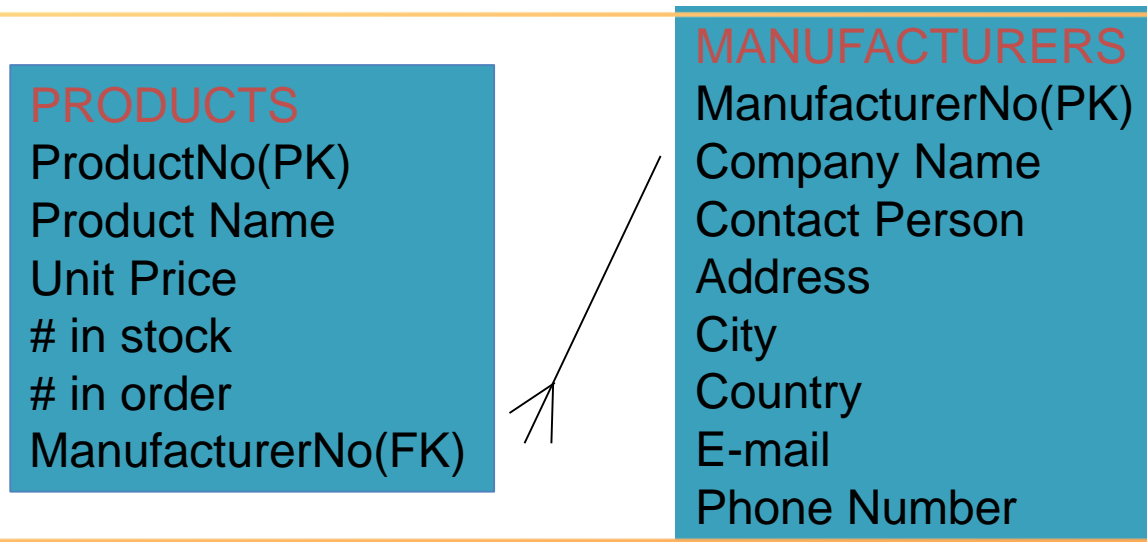 PRODUCTS
ProductNo(PK)
Product Name
Unit Price
# in stock
# in order
ManufacturerNo(FK)
MANUFACTURERS
ManufacturerNo(PK)
Company Name
Contact Person
Address
City
Country
E-mail
Phone Number